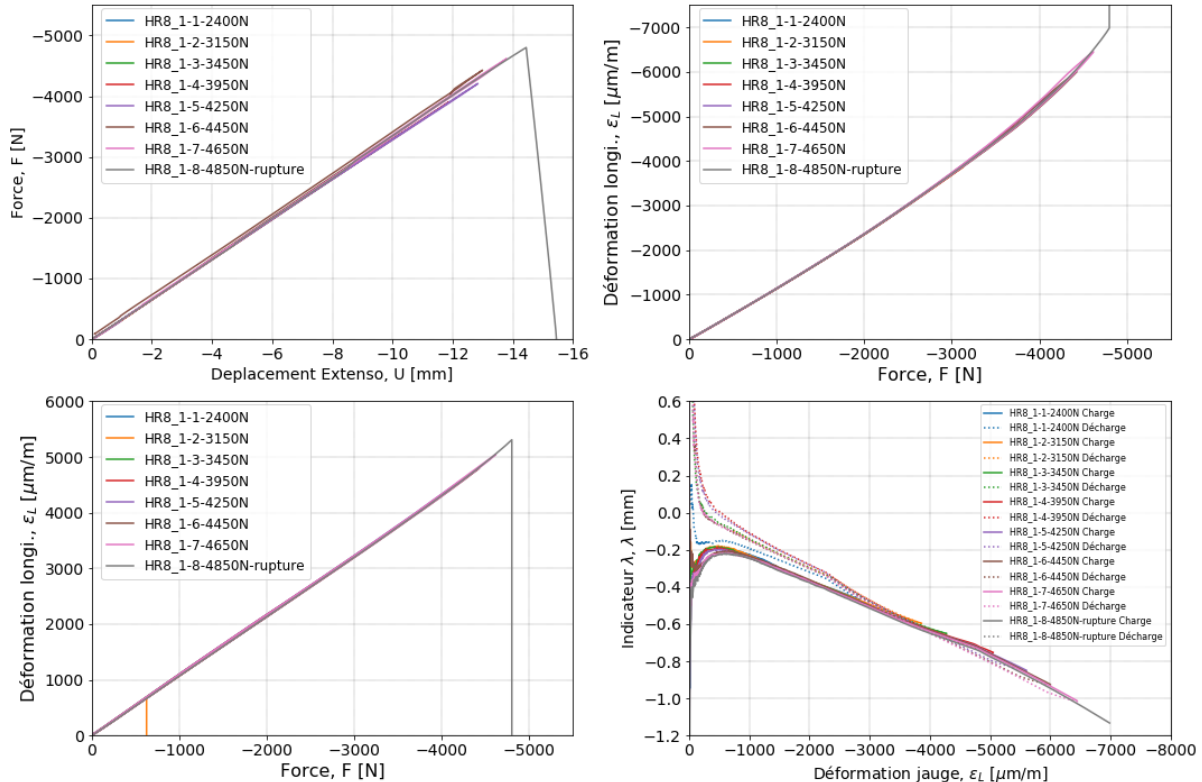 −5000
−4000
−3000
−2000
−1000
0
Force, F [N]
HR8_1-1-2400N
HR8_1-2-3150N
HR8_1-3-3450N
HR8_1-4-3950N
HR8_1-5-4250N
HR8_1-6-4450N
HR8_1-7-4650N
HR8_1-8-4850N-rupture
0 −2 −4 −6 −8 −10 −12 −14 −16
Deplacement Extenso, U [mm]
−7000
−6000
−5000
−4000
−3000
−2000
−1000
0
Déformation longi., εL [μm/m]
HR8_1-1-2400N
HR8_1-2-3150N
HR8_1-3-3450N
HR8_1-4-3950N
HR8_1-5-4250N
HR8_1-6-4450N
HR8_1-7-4650N
HR8_1-8-4850N-rupture
0 −1000 −2000 −3000 −4000 −5000
Force, F [N]
6000
5000
4000
3000
2000
1000
0
Déformation longi., εL [μm/m]
HR8_1-1-2400N
HR8_1-2-3150N
HR8_1-3-3450N
HR8_1-4-3950N
HR8_1-5-4250N
HR8_1-6-4450N
HR8_1-7-4650N
HR8_1-8-4850N-rupture
0 −1000 −2000 −3000 −4000 −5000
Force, F [N]
0.6
0.4
0.2
0.0
−0.2
−0.4
−0.6
−0.8
−1.0
−1.2
Indicateur λ, λ [mm]
HR8_1-1-2400N Charge
HR8_1-1-2400N Décharge
HR8_1-2-3150N Charge
HR8_1-2-3150N Décharge
HR8_1-3-3450N Charge
HR8_1-3-3450N Décharge
HR8_1-4-3950N Charge
HR8_1-4-3950N Décharge
HR8_1-5-4250N Charge
HR8_1-5-4250N Décharge
HR8_1-6-4450N Charge
HR8_1-6-4450N Décharge
HR8_1-7-4650N Charge
HR8_1-7-4650N Décharge
HR8_1-8-4850N-rupture Charge
HR8_1-8-4850N-rupture Décharge
0 −1000 −2000 −3000 −4000 −5000 −6000 −7000 −8000
Déformation jauge, εL [μm/m]